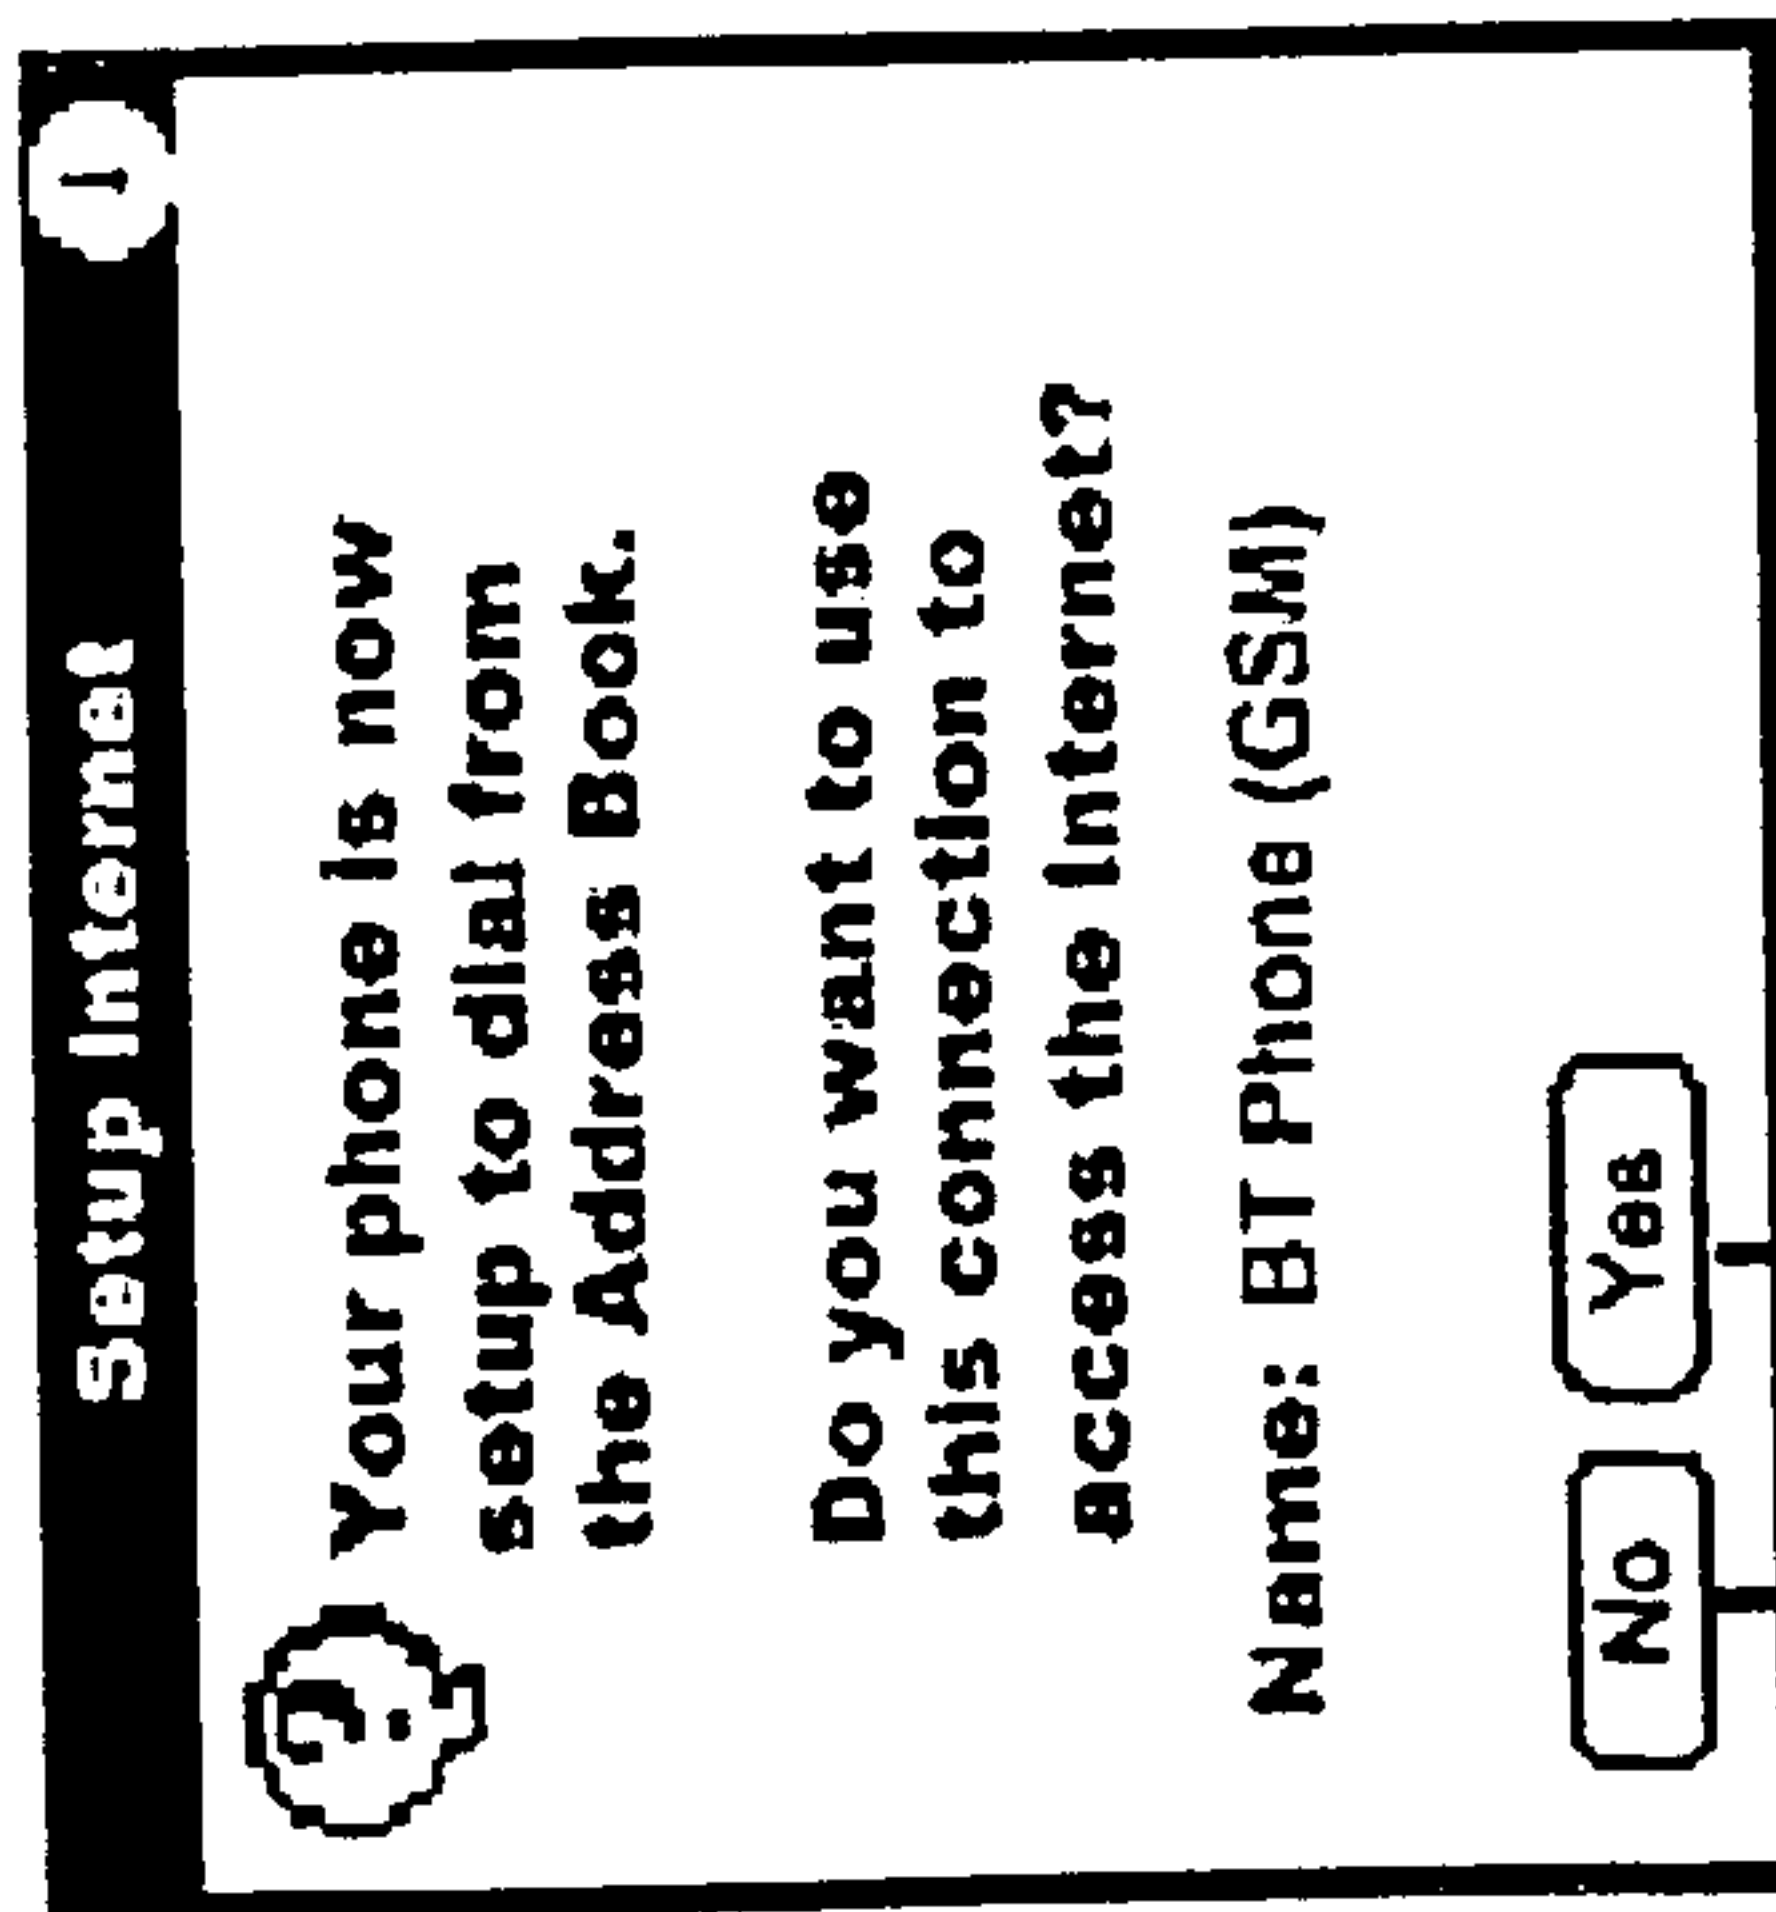 Setup Internet
i
Your phone is now
setup to dial from
the Address Book.
Do you want to use
this connection to
access the Internet?
Name: BT Phone (GSM)
No
Yes